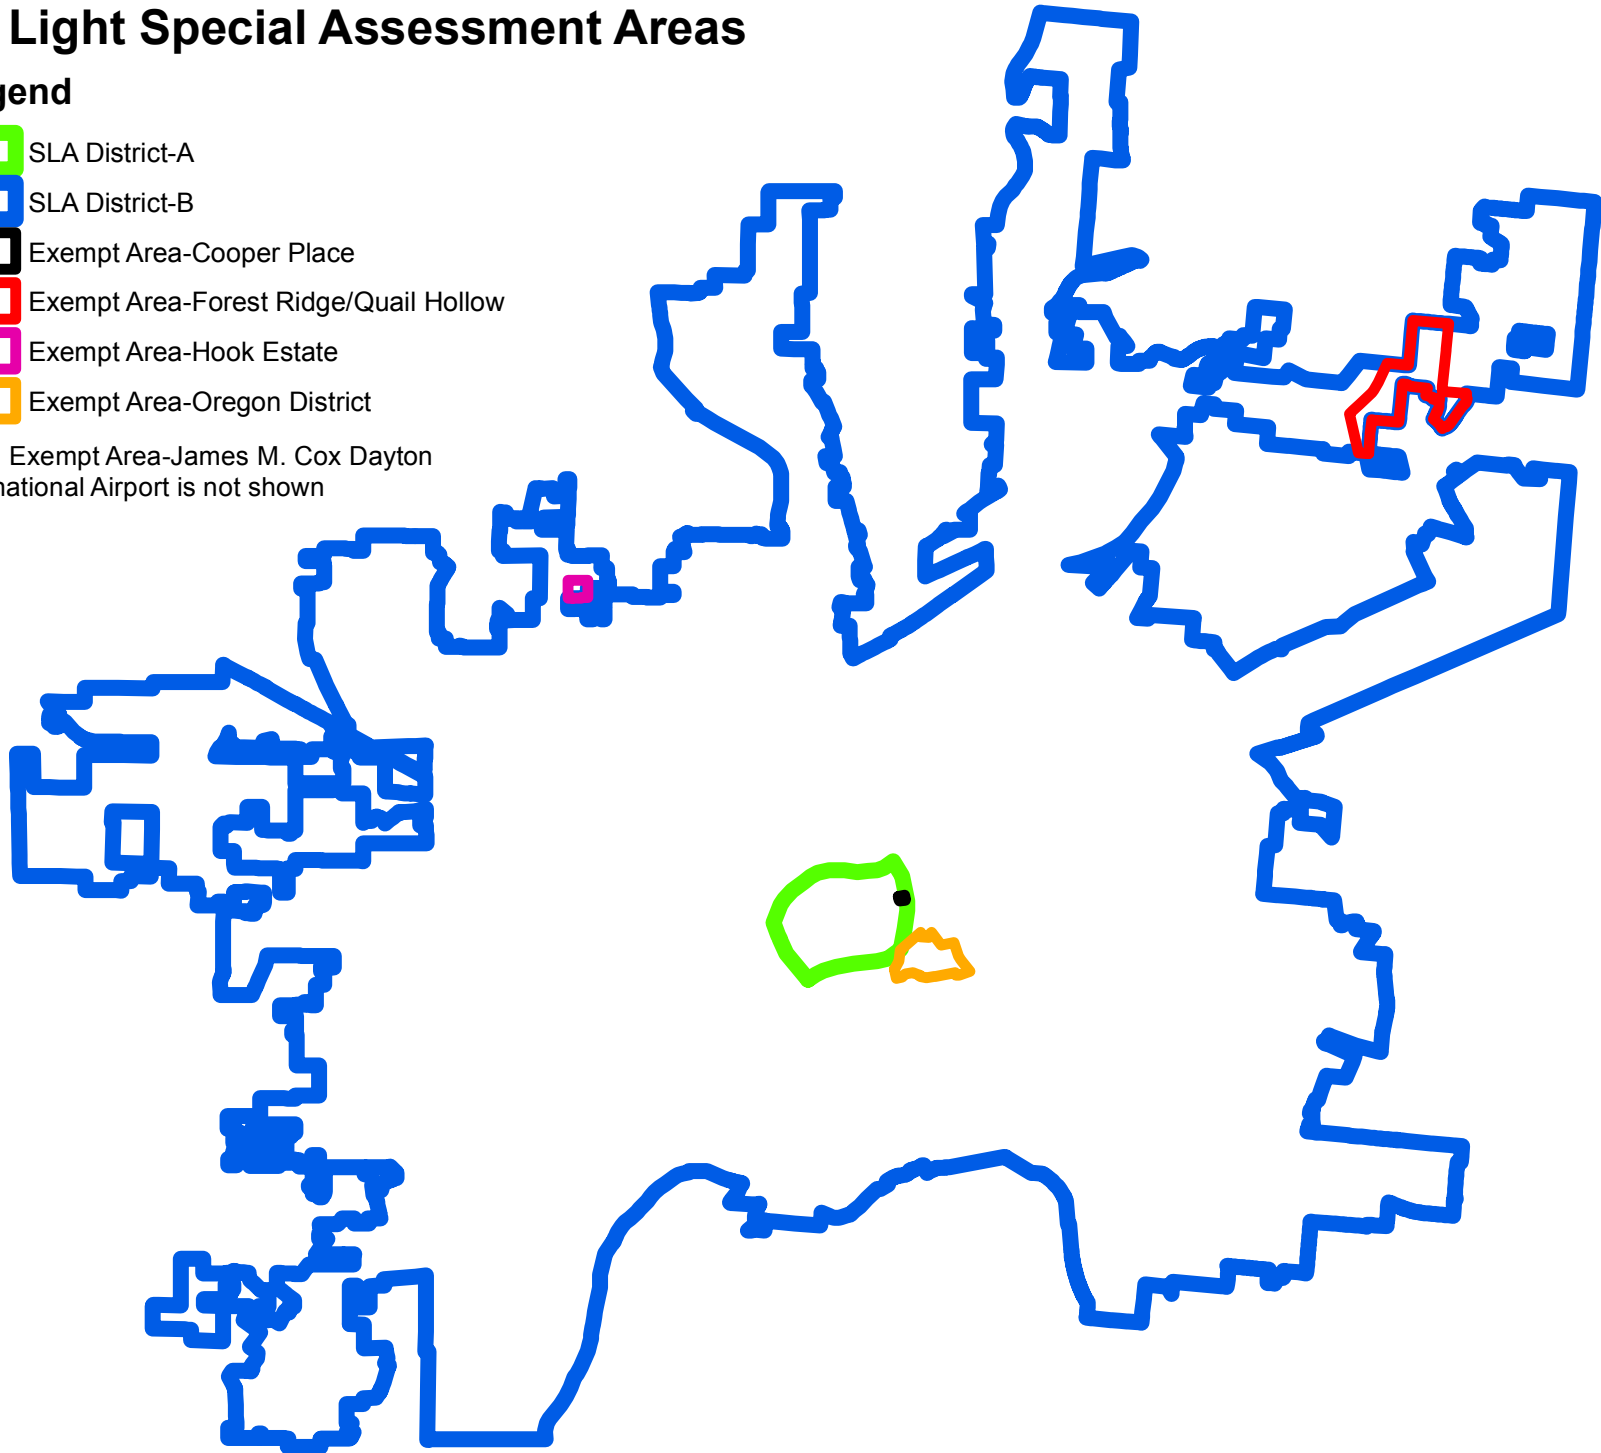 Light Special Assessment Areas
gend
SLA District-A
SLA District-B
Exempt Area-Cooper Place
Exempt Area-Forest Ridge/Quail Hollow
Exempt Area-Hook Estate
Exempt Area-Oregon District
Exempt Area-James M. Cox Dayton
national Airport is not shown